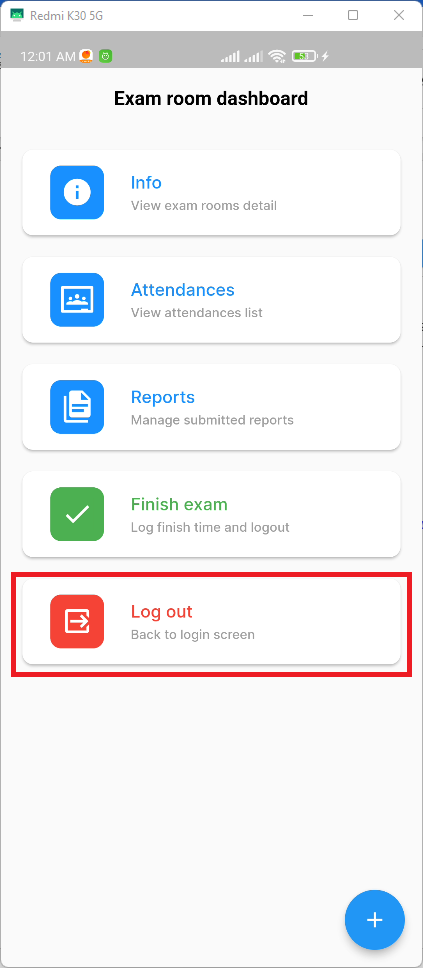 Redmi K30 5G
12:01 AM
Exam room dashboard
Info
View exam rooms detail
Attendances
View attendances list
Reports
Manage submitted reports
Finish exam
Log finish time and logout
Log out
Back to login screen